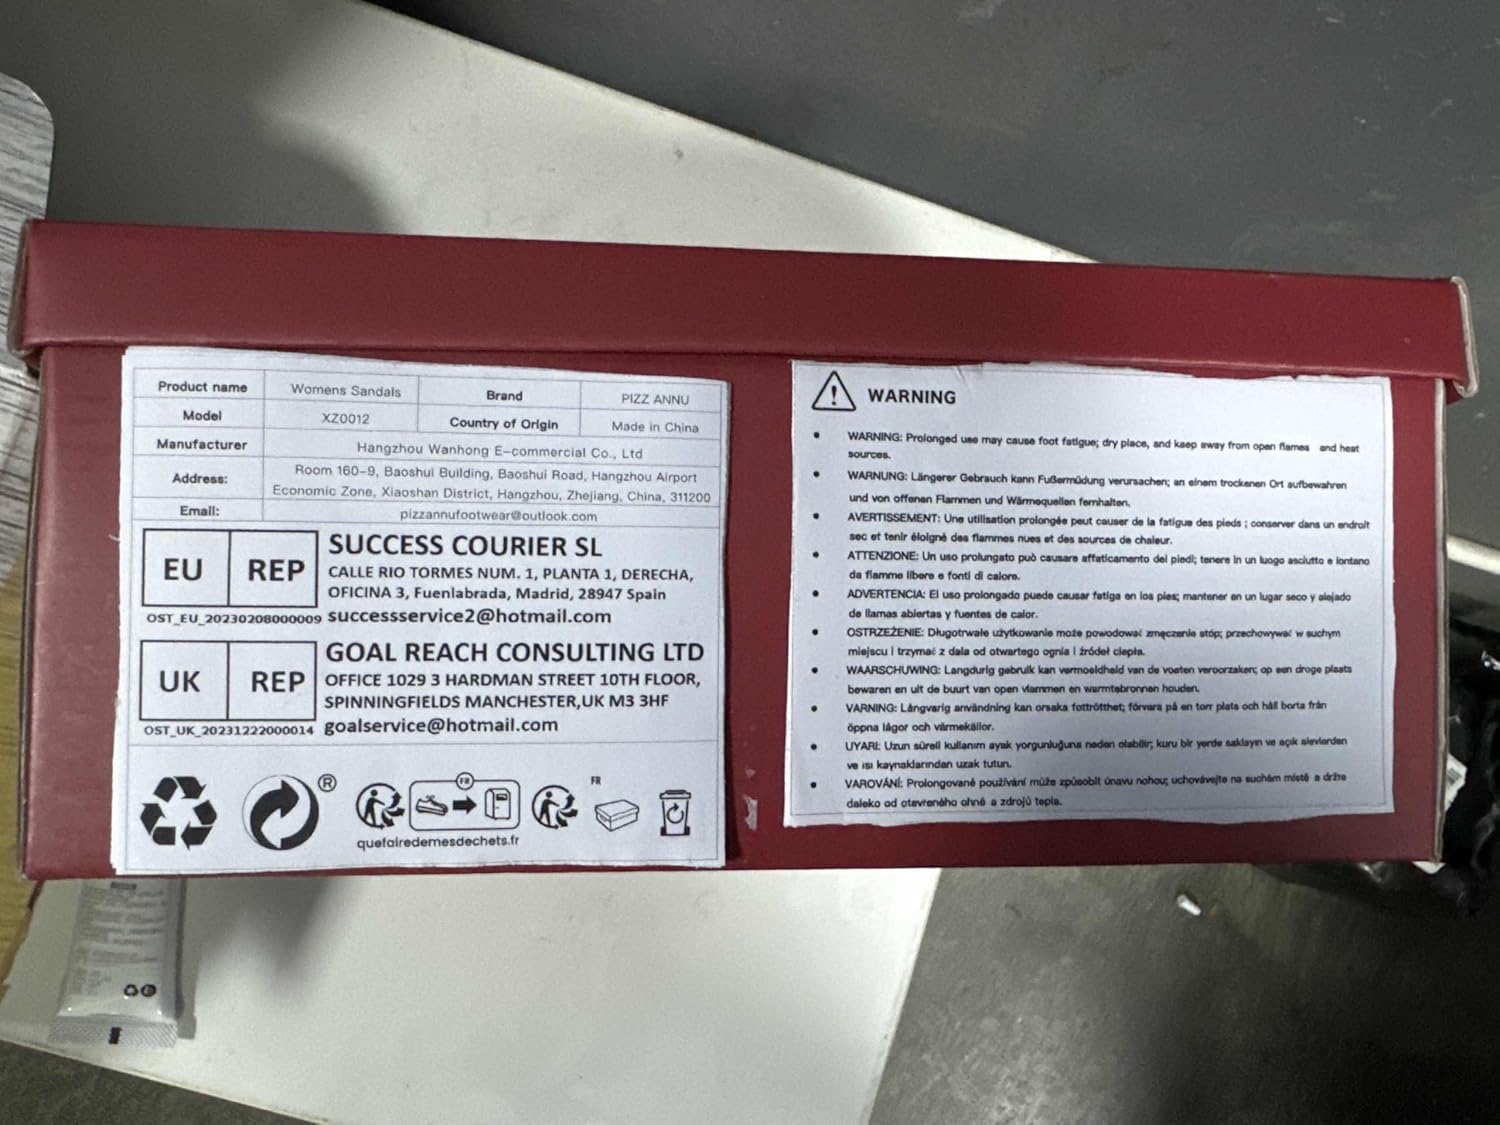 Product name Womens Sandals Brand PIZZ ANNU
Model XZ0012 Country of Origin Made in China
Manufacturer Hangzhou Wanhong E-commercial Co., Ltd
Address: Room 160-9, Baoshui Building, Baoshui Road, Hangzhou Airport
Economic Zone, Xiaoshan District, Hangzhou, Zhejiang, China, 311200
Email: pizzannufootwear@outlook.com
EU REP
SUCCESS COURIER SL
CALLE RIO TORMES NUM. 1, PLANTA 1, DERECHA,
OFICINA 3, Fuenlabrada, Madrid, 28947 Spain
OST_EU_20230208000009 successservice2@hotmail.com
UK REP
GOAL REACH CONSULTING LTD
OFFICE 1029 3 HARDMAN STREET 10TH FLOOR,
SPINNINGFIELDS MANCHESTER,UK M3 3HF
OST_UK_20231222000014 goalservice@hotmail.com
®
FR
FR
quefairedemesdechets.fr
WARNING
• WARNING: Prolonged use may cause foot fatigue; dry place, and keep away from open flames and heat
sources.
• WARNUNG: Längerer Gebrauch kann Fußermüdung verursachen; an einem trockenen Ort aufbewahren
und von offenen Flammen und Wärmequellen fernhalten.
• AVERTISSEMENT: Une utilisation prolongée peut causer de la fatigue des pieds ; conserver dans un endroit
sec et tenir éloigné des flammes nues et des sources de chaleur.
• ATTENZIONE: Un uso prolungato può causare affaticamento dei piedi; tenere in un luogo asciutto e lontano
da fiamme libere e fonti di calore.
• ADVERTENCIA: El uso prolongado puede causar fatiga en los pies; mantener en un lugar seco y alejado
de llamas abiertas y fuentes de calor.
• OSTRZEŻENIE: Długotrwałe użytkowanie może powodować zmęczenie stóp; przechowywać w suchym
miejscu i trzymać z dala od otwartego ognia i źródeł ciepła.
• WAARSCHUWING: Langdurig gebruik kan vermoeidheid van de voeten veroorzaken; op een droge plaats
bewaren en uit de buurt van open vlammen en warmtebronnen houden.
• VARNING: Långvarig användning kan orsaka fottrötthet; förvara på en torr plats och håll borta från
öppna lågor och värmekällor.
• UYARI: Uzun süreli kullanım ayak yorgunluğuna neden olabilir; kuru bir yerde saklayın ve açık alevlerden
ve ısı kaynaklarından uzak tutun.
• VAROVÁNÍ: Prolongované používání může způsobit únavu nohou; uchovávejte na suchém místě a držte
daleko od otevřeného ohně a zdrojů tepla.